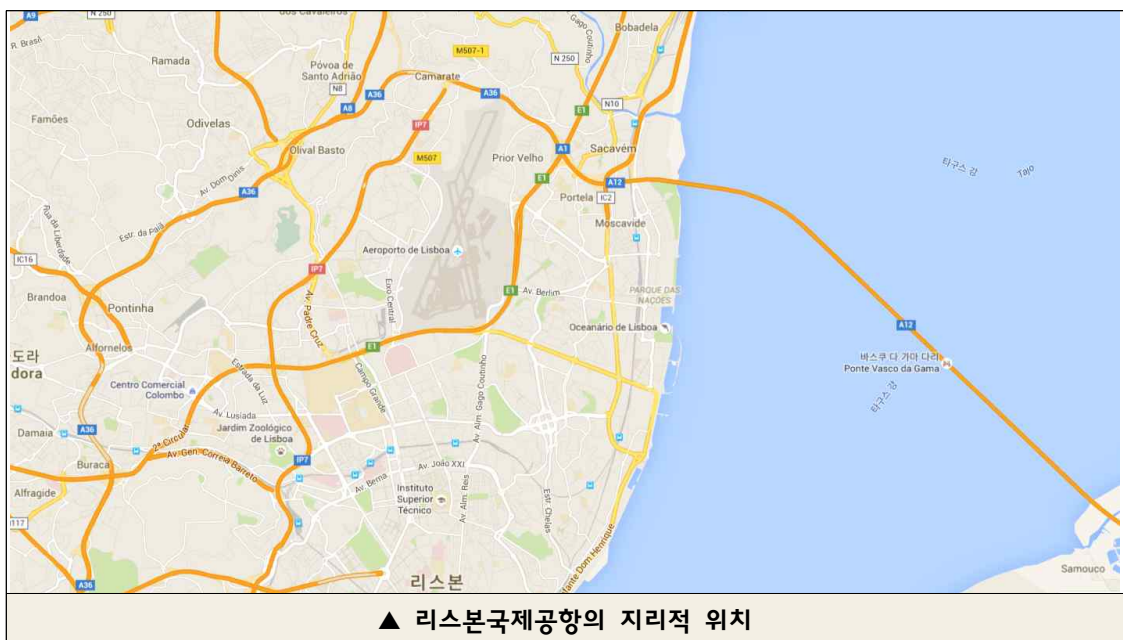 A9
N 250
dos Cavaleiros
R. Brasil
Ramada
Póvoa de
Santo Adrião
N8
M507-1
Camarate
A36
A8
A36
N 250
Gago Coutinho
Bobadela
E1
N10
Famões
Odivelas
Olival Basto
IP7
M507
Prior Velho
A1
Sacavém
E1
A12
IC2
Portela
Moscavide
타구스 강
Tajo
Av. Dom Dinis
A36
Estr. da Paiã
Rua da Liberdade
IC16
Brandoa
Pontinha
Alfornelos
IP7
Aeroporto de Lisboa
Eixo Central
Av. Padre Cruz
E1
Av. Berlim
PARQUE DAS
NAÇÕES
Oceanário de Lisboa
A12
바스쿠 다 가마 다리
Ponte Vasco da Gama
타구스 강
도라
dora
Centro Comercial
Colombo
Estrada da Luz
E1
Campo Grande
Av. Alm. Gago Coutinho
Av. Lusíada
Jardim Zoológico
de Lisboa
Damaia
A36
2ª Circular
Buraca
Av. Gen. Correia Barreto
IP7
Av. Berna
Av. João XXI
Instituto
Superior
Técnico
Av. Alm. Reis
Estr. Chelas
Alfragide
117
A36
리스본
Infante Dom Henrique
Samouco
▲ 리스본국제공항의 지리적 위치